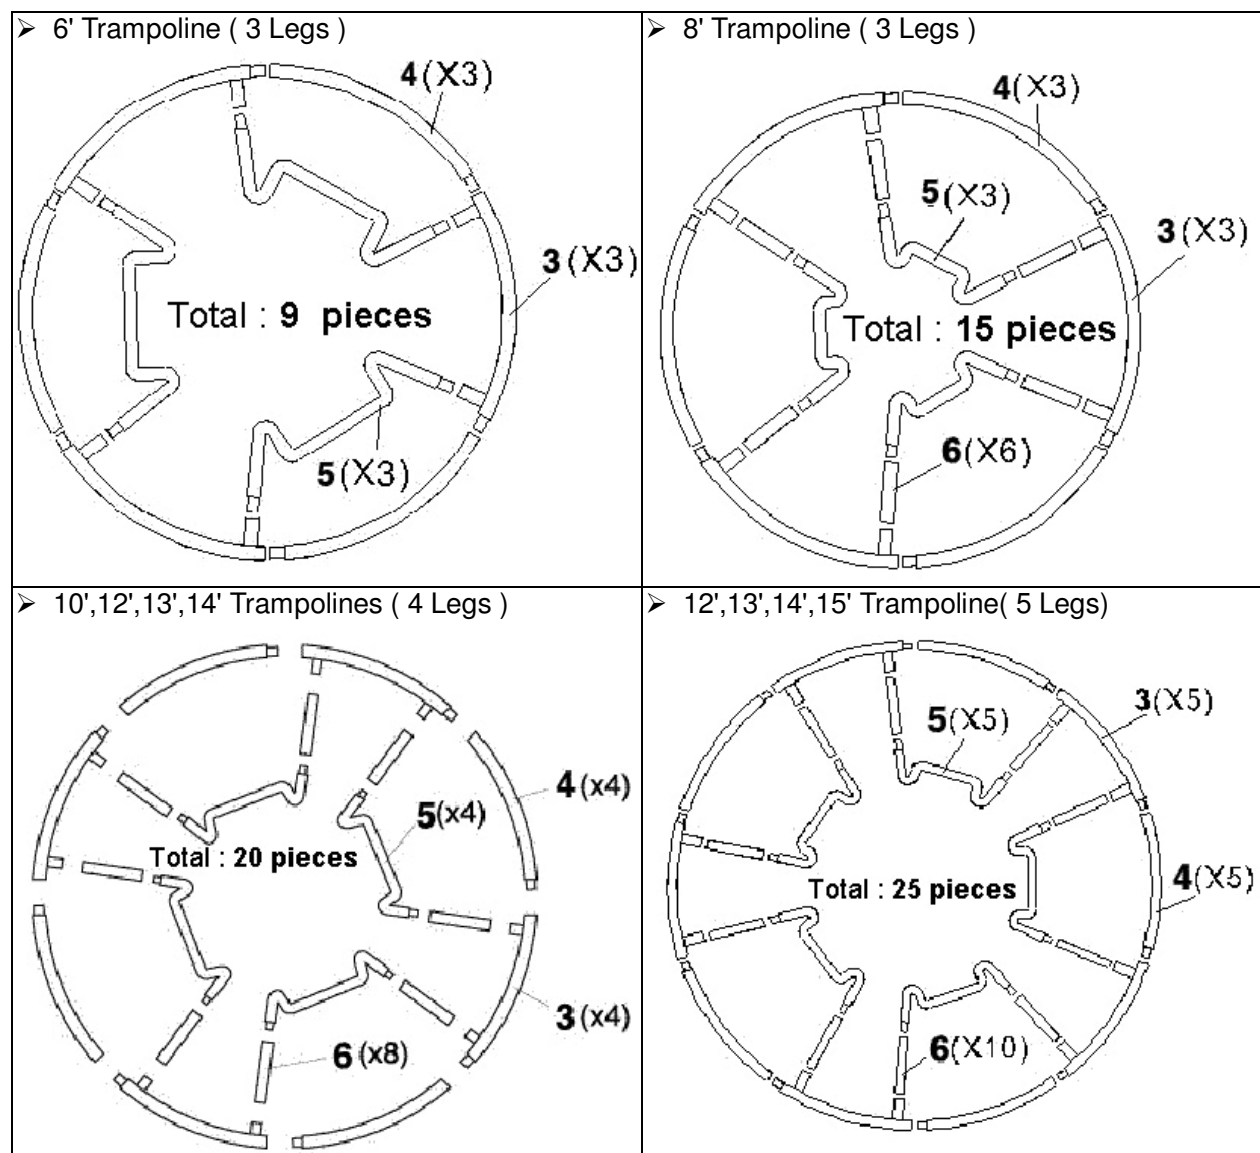 ➢ 6' Trampoline ( 3 Legs )
4(X3)
3(X3)
Total : 9 pieces
5(X3)
➢ 8' Trampoline ( 3 Legs )
4(X3)
5(X3)
3(X3)
Total : 15 pieces
6(X6)
➢ 10',12',13',14' Trampolines ( 4 Legs )
4(x4)
5(x4)
Total : 20 pieces
3(x4)
6(x8)
➢ 12',13',14',15' Trampoline( 5 Legs)
3(X5)
5(X5)
4(X5)
Total : 25 pieces
6(X10)